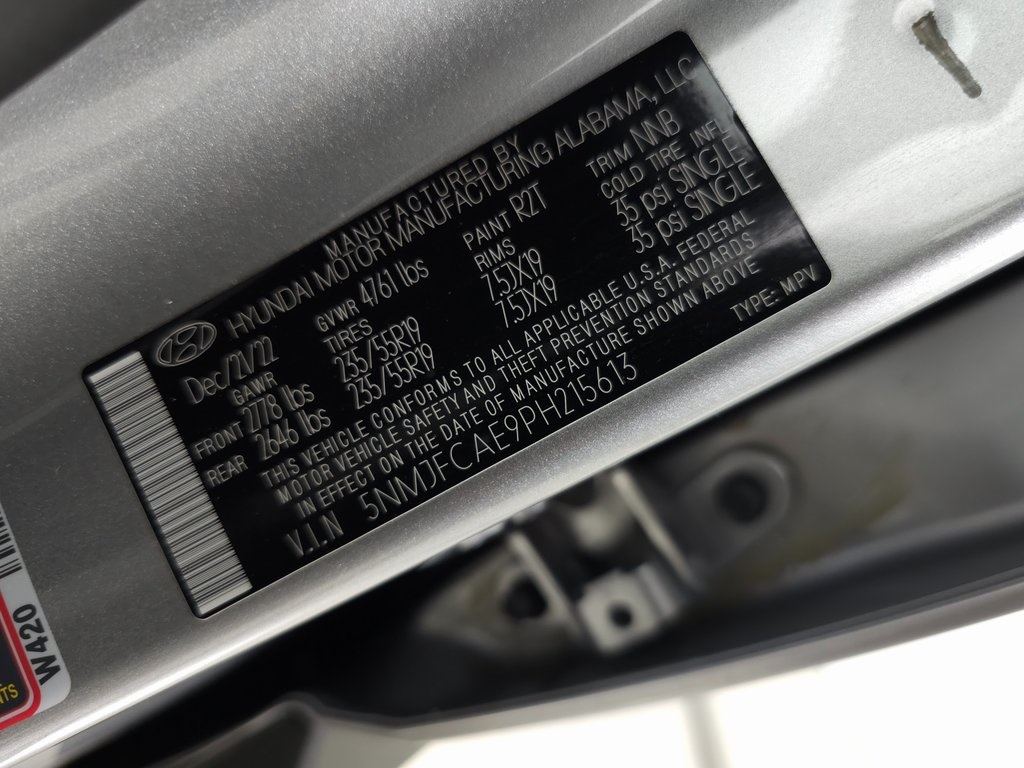 MANUFACTURED BY
HYUNDAI MOTOR MANUFACTURING ALABAMA, LLC
Dec/21/22 GVWR 4761 lbs PAINT R2T TRIM NNB
GAWR TIRES RIMS COLD TIRE INFL
FRONT 2778 lbs 235/55R19 7.5JX19 35 psi SINGLE
REAR 2646 lbs 235/55R19 7.5JX19 35 psi SINGLE
THIS VEHICLE CONFORMS TO ALL APPLICABLE U.S.A. FEDERAL
MOTOR VEHICLE SAFETY AND THEFT PREVENTION STANDARDS
IN EFFECT ON THE DATE OF MANUFACTURE SHOWN ABOVE
V.I.N 5NMJFCAE9PH215613 TYPE: MPV
W420